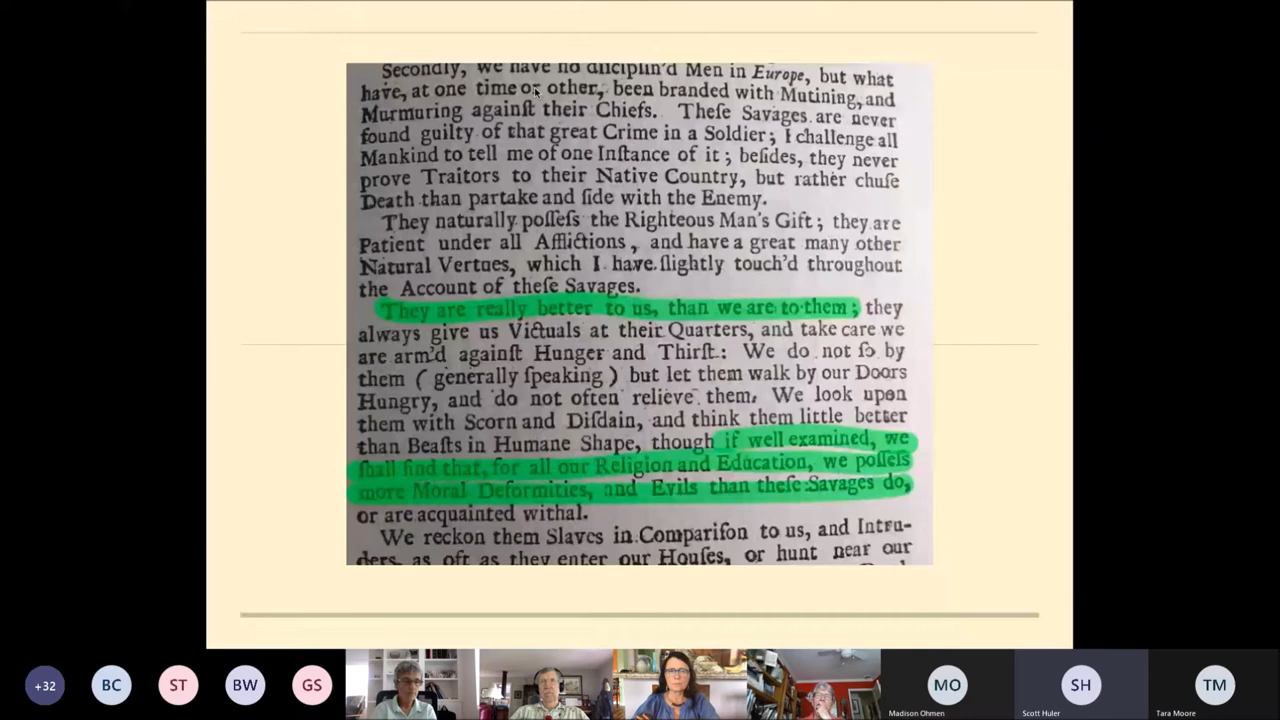 Secondly, we have no diſciplin'd Men in Europe, but what
have, at one time or other, been branded with Mutining, and
Murmuring againſt their Chiefs. Theſe Savages are never
found guilty of that great Crime in a Soldier; I challenge all
Mankind to tell me of one Inſtance of it; beſides, they never
prove Traitors to their Native Country, but rather chuſe
Death than partake and ſide with the Enemy.
They naturally poſſeſs the Righteous Man's Gift; they are
Patient under all Afflictions, and have a great many other
Natural Vertues, which I have ſlightly touch'd throughout
the Account of theſe Savages.
They are really better to us, than we are to them; they
always give us Victuals at their Quarters, and take care we
are arm'd againſt Hunger and Thirſt: We do not ſo by
them (generally ſpeaking) but let them walk by our Doors
Hungry, and do not often relieve them. We look upon
them with Scorn and Diſdain, and think them little better
than Beaſts in Humane Shape, though if well examined, we
ſhall find that, for all our Religion and Education, we poſſeſs
more Moral Deformities, and Evils than theſe Savages do,
or are acquainted withal.
We reckon them Slaves in Compariſon to us, and Intru-
ders, as oft as they enter our Houſes, or hunt near our
+32
BC
ST
BW
GS
MO
Madison Ohmen
SH
Scott Huler
TM
Tara Moore